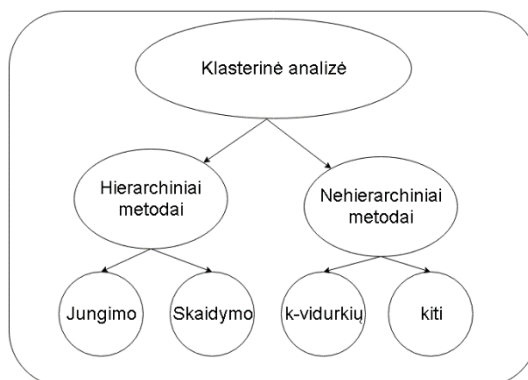 Klasterinė analizė
Hierarchiniai
metodai
Nehierarchiniai
metodai
Jungimo
Skaidymo
k-vidurkių
kiti